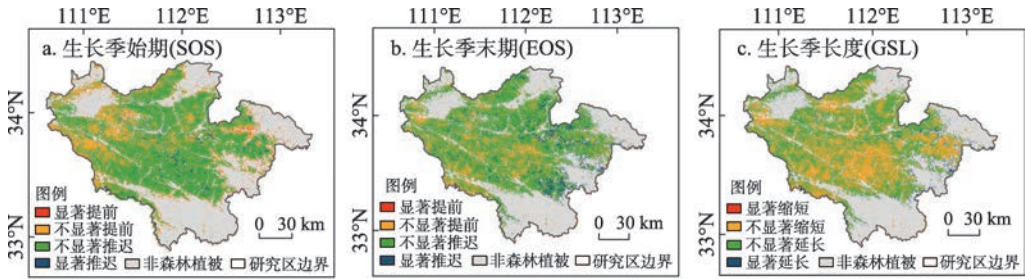 111°E 112°E 113°E
a. 生长季始期(SOS)
34°N
33°N
图例
显著提前
不显著提前
不显著推迟
显著推迟 非森林植被 研究区边界
0 30 km
111°E 112°E 113°E
b. 生长季末期(EOS)
34°N
33°N
图例
显著提前
不显著提前
不显著推迟
显著推迟 非森林植被 研究区边界
0 30 km
111°E 112°E 113°E
c. 生长季长度(GSL)
34°N
33°N
图例
显著缩短
不显著缩短
不显著延长
显著延长 非森林植被 研究区边界
0 30 km